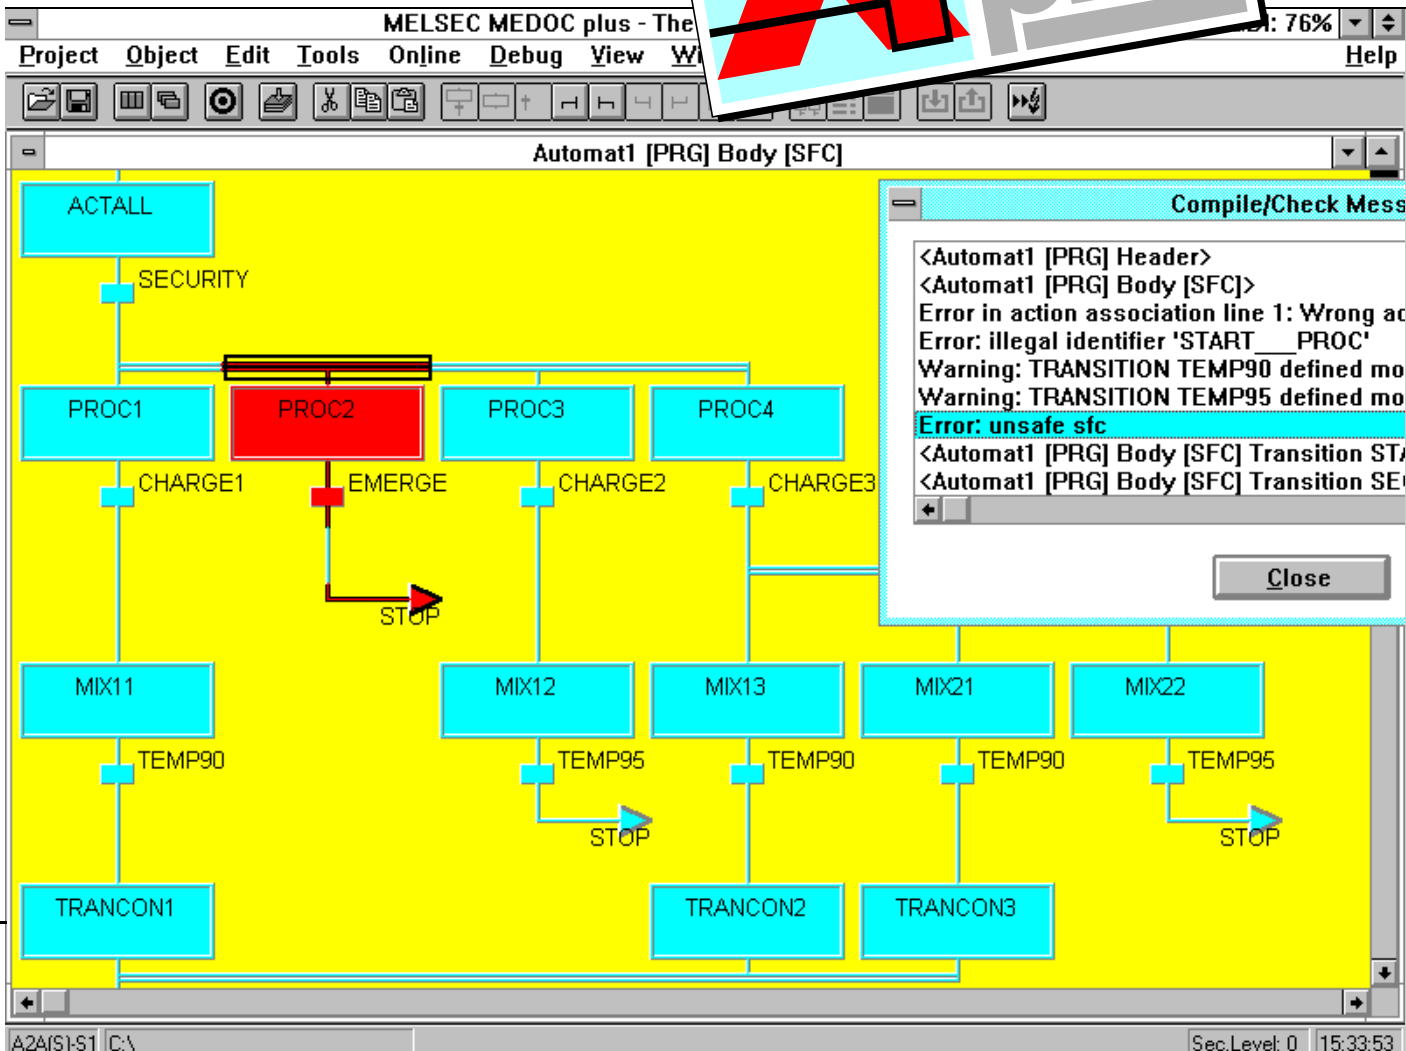 MELSEC MEDOC plus - The
: 76%
Project Object Edit Tools Online Debug View Help
Automat1 [PRG] Body [SFC]
ACTALL
SECURITY
PROC1 PROC2 PROC3 PROC4
CHARGE1 EMERGE CHARGE2 CHARGE3
STOP
MIX11 MIX12 MIX13 MIX21 MIX22
TEMP90 TEMP95 TEMP90 TEMP90 TEMP95
STOP STOP
TRANCON1 TRANCON2 TRANCON3
Compile/Check Mess
<Automat1 [PRG] Header>
<Automat1 [PRG] Body [SFC]>
Error in action association line 1: Wrong ac
Error: illegal identifier 'START___PROC'
Warning: TRANSITION TEMP90 defined mo
Warning: TRANSITION TEMP95 defined mo
Error: unsafe sfc
<Automat1 [PRG] Body [SFC] Transition STA
<Automat1 [PRG] Body [SFC] Transition SE
Close
A2A(S)-S1 C:\ Sec.Level: 0 15:33:53